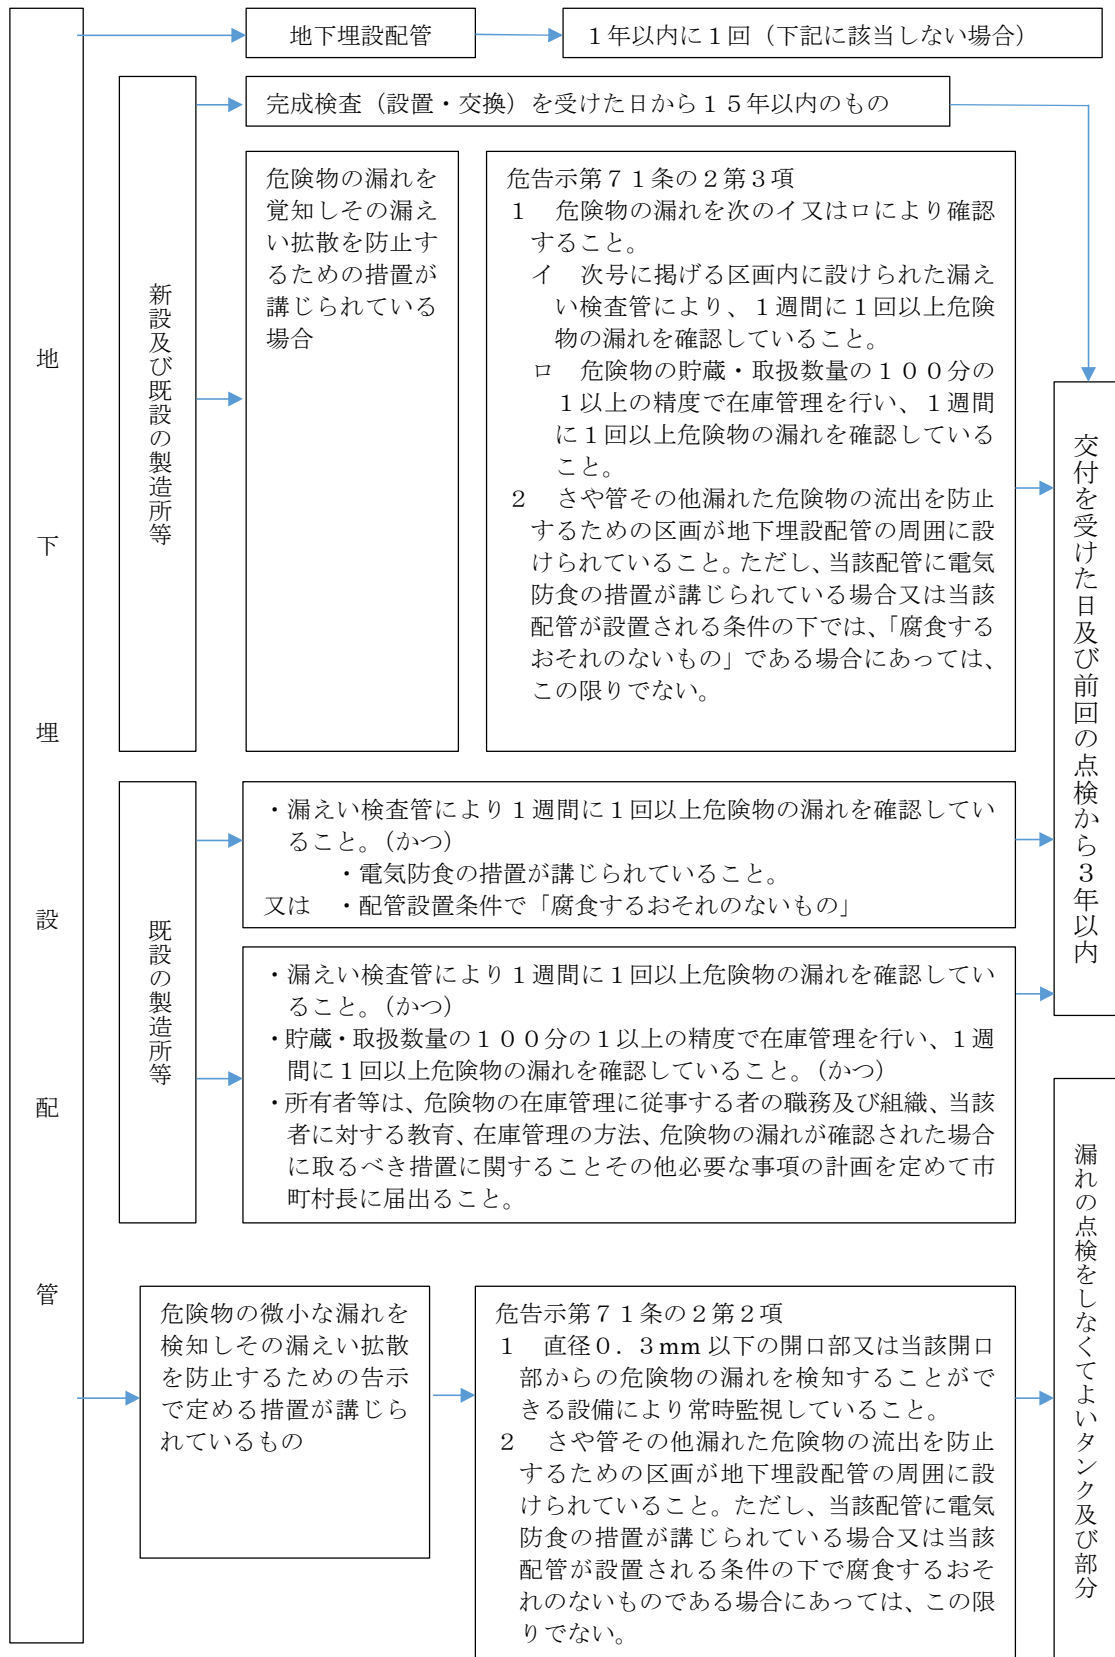 地下埋設配管
地下埋設配管
１年以内に１回（下記に該当しない場合）
新設及び既設の製造所等
完成検査（設置・交換）を受けた日から１５年以内のもの
危険物の漏れを
覚知しその漏え
い拡散を防止す
るための措置が
講じられている
場合
危告示第７１条の２第３項
１　危険物の漏れを次のイ又はロにより確認
すること。
イ　次号に掲げる区画内に設けられた漏え
い検査管により、１週間に１回以上危険
物の漏れを確認していること。
ロ　危険物の貯蔵・取扱数量の１００分の
１以上の精度で在庫管理を行い、１週間
に１回以上危険物の漏れを確認している
こと。
２　さや管その他漏れた危険物の流出を防止
するための区画が地下埋設配管の周囲に設
けられていること。ただし、当該配管に電気
防食の措置が講じられている場合又は当該
配管が設置される条件の下では、「腐食する
おそれのないもの」である場合にあっては、
この限りでない。
交付を受けた日及び前回の点検から３年以内
既設の製造所等
・漏えい検査管により１週間に１回以上危険物の漏れを確認してい
ること。（かつ）
・電気防食の措置が講じられていること。
又は　・配管設置条件で「腐食するおそれのないもの」
・漏えい検査管により１週間に１回以上危険物の漏れを確認してい
ること。（かつ）
・貯蔵・取扱数量の１００分の１以上の精度で在庫管理を行い、１週
間に１回以上危険物の漏れを確認していること。（かつ）
・所有者等は、危険物の在庫管理に従事する者の職務及び組織、当該
者に対する教育、在庫管理の方法、危険物の漏れが確認された場合
に取るべき措置に関することその他必要な事項の計画を定めて市
町村長に届出ること。
危険物の微小な漏れを
検知しその漏えい拡散
を防止するための告示
で定める措置が講じら
れているもの
危告示第７１条の２第２項
１　直径０．３mm 以下の開口部又は当該開口
部からの危険物の漏れを検知することがで
きる設備により常時監視していること。
２　さや管その他漏れた危険物の流出を防止
するための区画が地下埋設配管の周囲に設
けられていること。ただし、当該配管に電気
防食の措置が講じられている場合又は当該
配管が設置される条件の下で腐食するおそ
れのないものである場合にあっては、この限
りでない。
漏れの点検をしなくてよいタンク及び部分